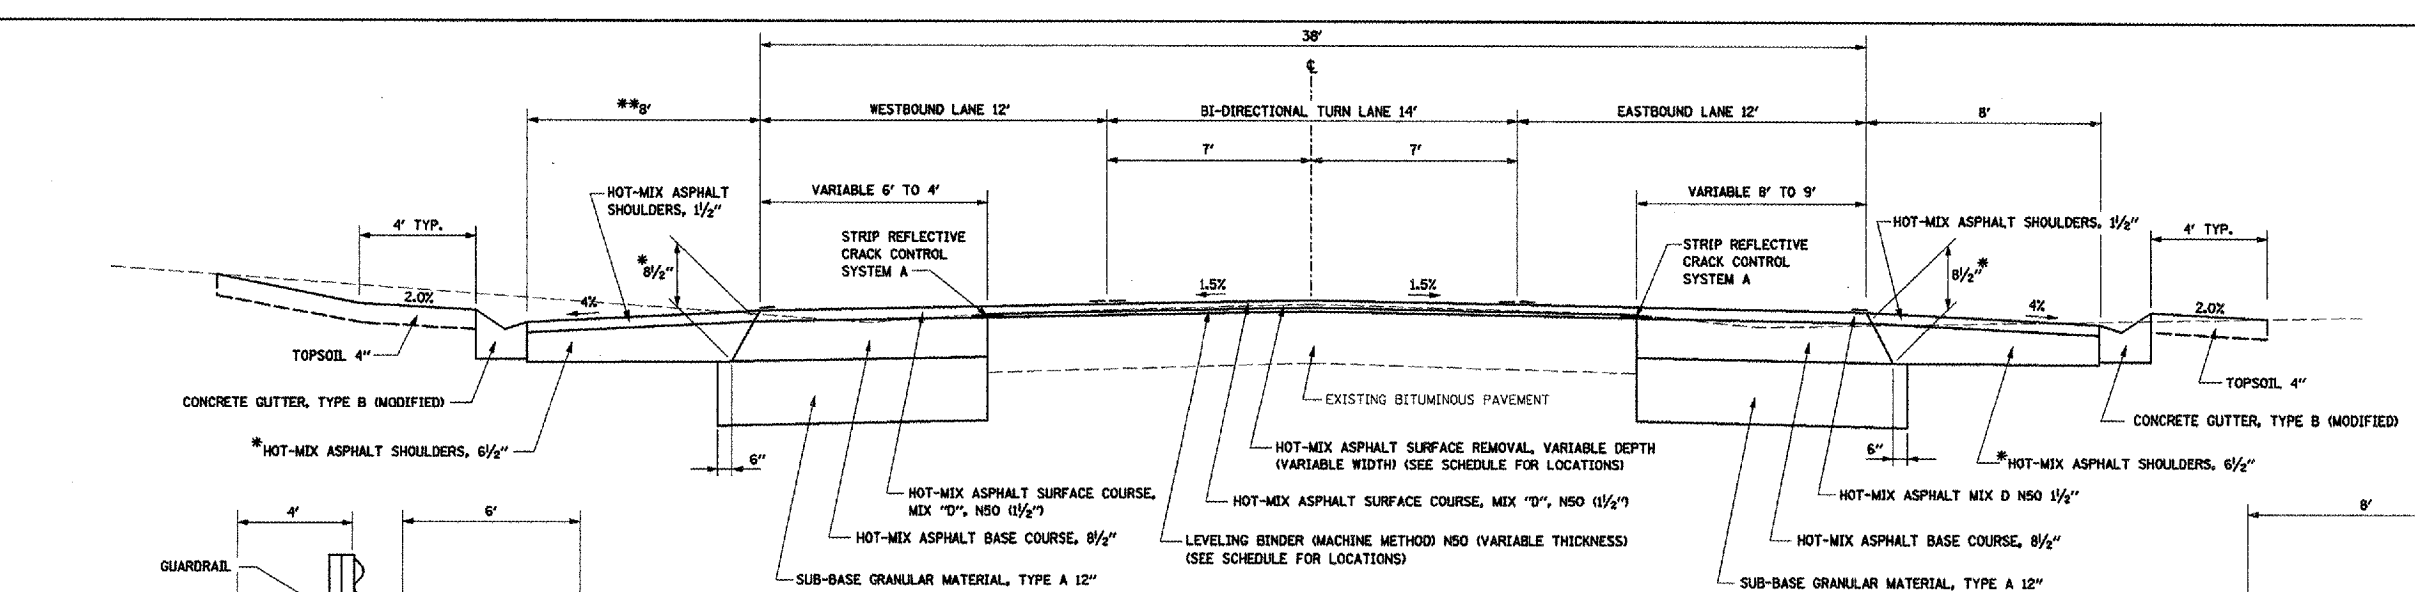 38'
℄
**8'
WESTBOUND LANE 12'
BI-DIRECTIONAL TURN LANE 14'
EASTBOUND LANE 12'
8'
7'
7'
HOT-MIX ASPHALT
SHOULDERS, 1½"
VARIABLE 6' TO 4'
VARIABLE 8' TO 9'
HOT-MIX ASPHALT SHOULDERS, 1½"
4' TYP.
4' TYP.
STRIP REFLECTIVE
CRACK CONTROL
SYSTEM A
STRIP REFLECTIVE
CRACK CONTROL
SYSTEM A
*8½"
8½"*
2.0%
4%
1.5%
1.5%
4%
2.0%
TOPSOIL 4"
TOPSOIL 4"
CONCRETE GUTTER, TYPE B (MODIFIED)
EXISTING BITUMINOUS PAVEMENT
CONCRETE GUTTER, TYPE B (MODIFIED)
*HOT-MIX ASPHALT SHOULDERS, 6½"
6"
HOT-MIX ASPHALT SURFACE REMOVAL, VARIABLE DEPTH
(VARIABLE WIDTH) (SEE SCHEDULE FOR LOCATIONS)
6"
*HOT-MIX ASPHALT SHOULDERS, 6½"
HOT-MIX ASPHALT SURFACE COURSE,
MIX "D", N50 (1½")
HOT-MIX ASPHALT SURFACE COURSE, MIX "D", N50 (1½")
HOT-MIX ASPHALT MIX D N50 1½"
4'
6'
8'
HOT-MIX ASPHALT BASE COURSE, 8½"
LEVELING BINDER (MACHINE METHOD) N50 (VARIABLE THICKNESS)
(SEE SCHEDULE FOR LOCATIONS)
HOT-MIX ASPHALT BASE COURSE, 8½"
GUARDRAIL
SUB-BASE GRANULAR MATERIAL, TYPE A 12"
SUB-BASE GRANULAR MATERIAL, TYPE A 12"